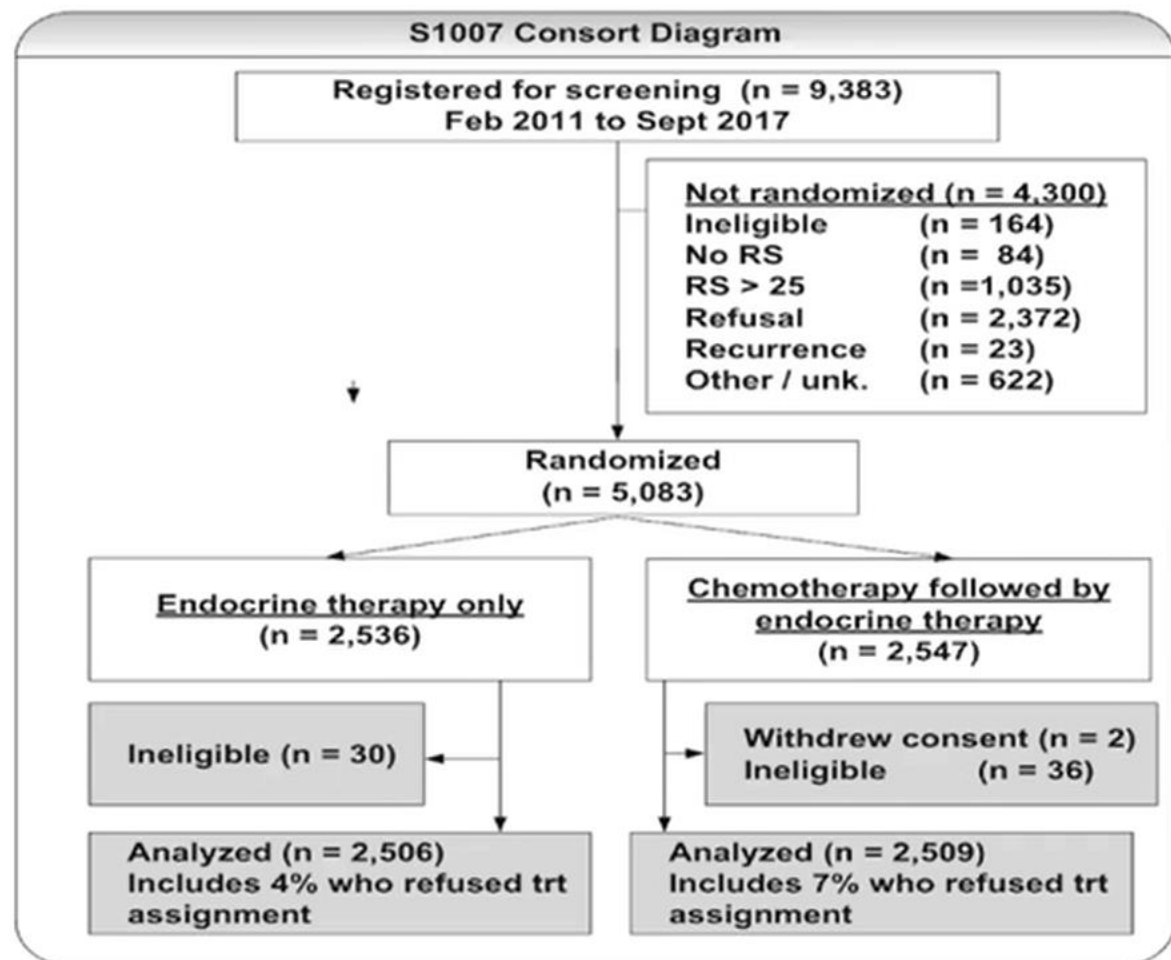 S1007 Consort Diagram
Registered for screening (n = 9,383)
Feb 2011 to Sept 2017
Not randomized (n = 4,300)
Ineligible (n = 164)
No RS (n = 84)
RS > 25 (n =1,035)
Refusal (n = 2,372)
Recurrence (n = 23)
Other / unk. (n = 622)
Randomized
(n = 5,083)
Endocrine therapy only
(n = 2,536)
Chemotherapy followed by
endocrine therapy
(n = 2,547)
Ineligible (n = 30)
Withdrew consent (n = 2)
Ineligible (n = 36)
Analyzed (n = 2,506)
Includes 4% who refused trt
assignment
Analyzed (n = 2,509)
Includes 7% who refused trt
assignment